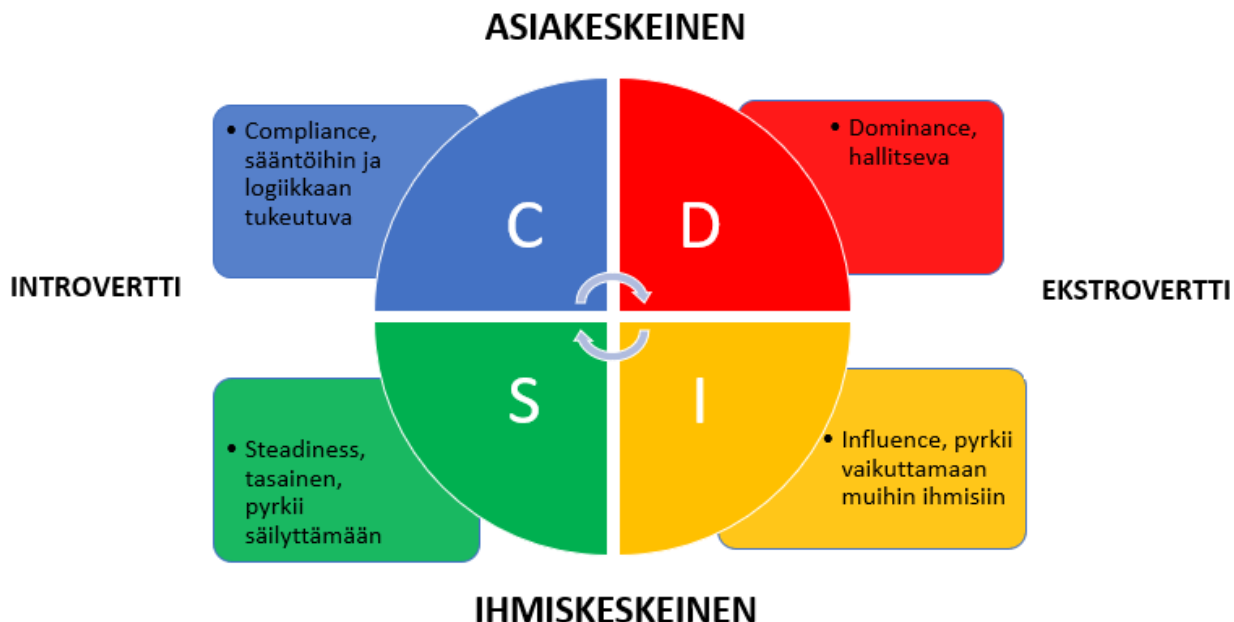 ASIAKESKEINEN
• Compliance,
sääntöihin ja
logiikkaan
tukeutuva
• Dominance,
hallitseva
C
D
INTROVERTTI
EKSTROVERTTI
S
I
• Steadiness,
tasainen,
pyrkii
säilyttämään
• Influence, pyrkii
vaikuttamaan
muihin ihmisiin
IHMISKESKEINEN